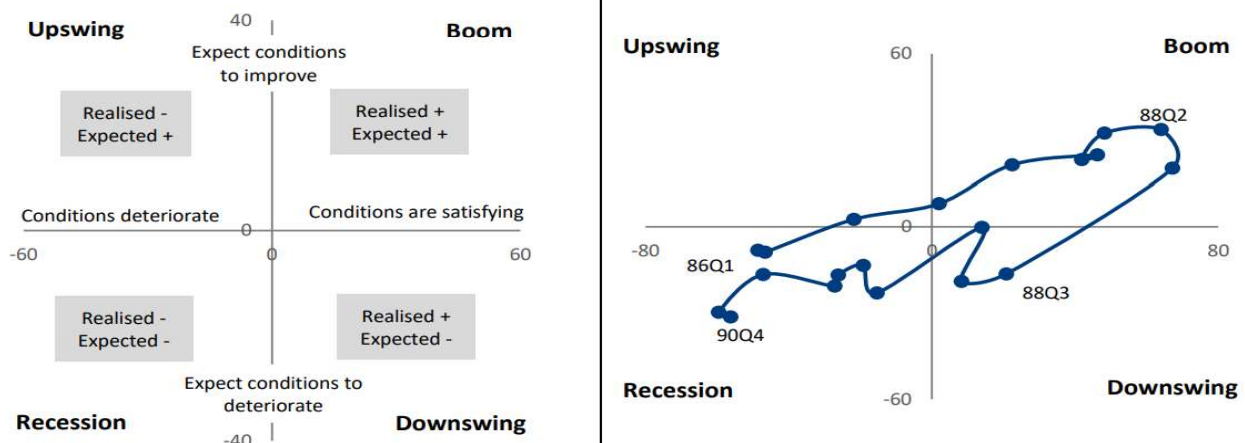 Upswing
40
Boom
Expect conditions
to improve
Realised -
Expected +
Realised +
Expected +
Conditions deteriorate
Conditions are satisfying
0
-60
0
60
Realised -
Expected -
Realised +
Expected -
Expect conditions to
deteriorate
Recession
Downswing
-40
Upswing
60
Boom
88Q2
0
-80
0
80
86Q1
88Q3
90Q4
Recession
-60
Downswing